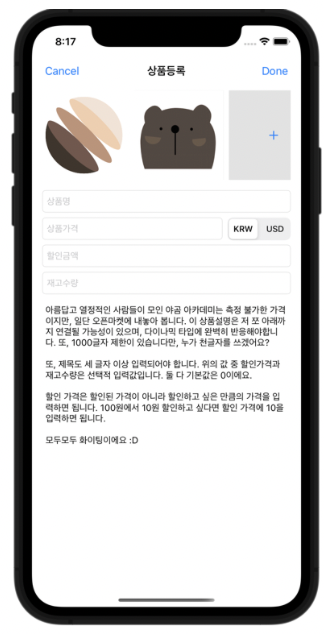 8:17
Cancel 상품등록 Done
+
상품명
상품가격 KRW USD
할인금액
재고수량
아름답고 열정적인 사람들이 모인 야곰 아카데미는 측정 불가한 가격
이지만, 일단 오픈마켓에 내놓아 봅니다. 이 상품설명은 저 쪼 아래까
지 연결될 가능성이 있으며, 다이나믹 타입에 완벽히 반응해야합니
다. 또, 1000글자 제한이 있습니다만, 누가 천글자를 쓰겠어요?
또, 제목도 세 글자 이상 입력되어야 합니다. 위의 값 중 할인가격과
재고수량은 선택적 입력값입니다. 둘 다 기본값은 0이에요.
할인 가격은 할인된 가격이 아니라 할인하고 싶은 만큼의 가격을 입
력하면 됩니다. 100원에서 10원 할인하고 싶다면 할인 가격에 10을
입력하면 됩니다.
모두모두 화이팅이에요 :D